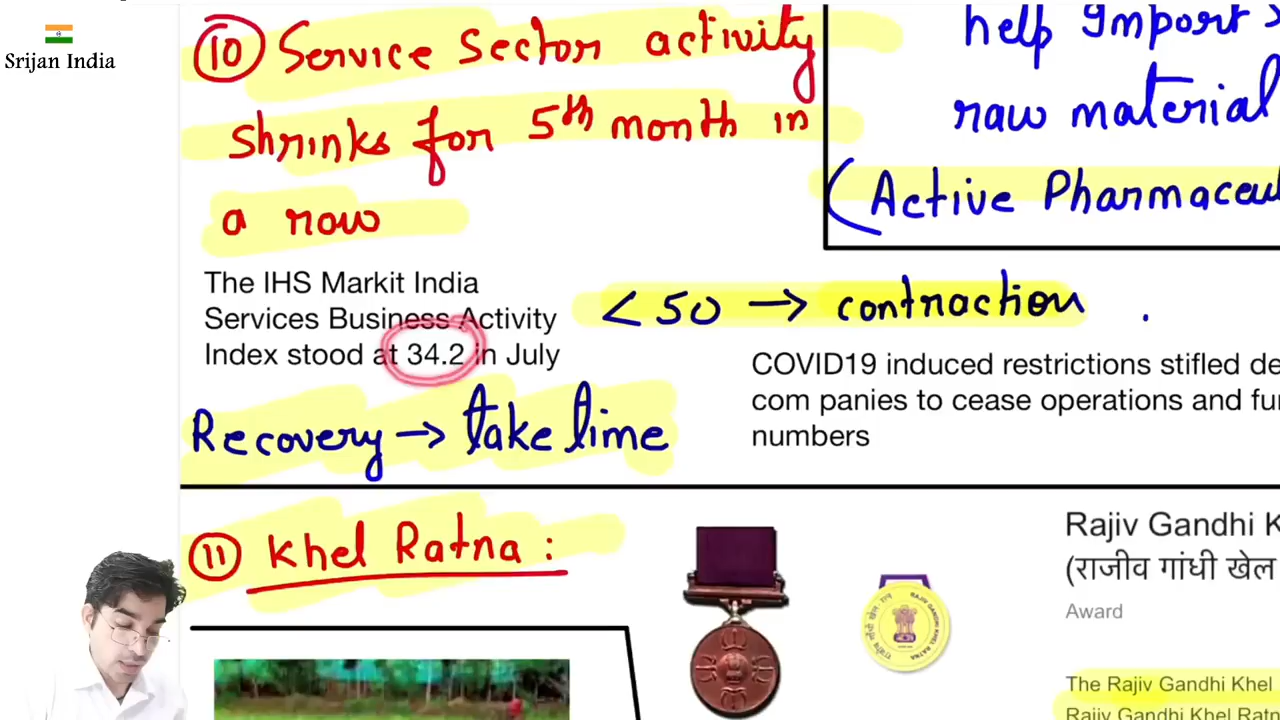 Srijan India
10 Service sector activity
shrinks for 5th month in
a row
help Import
raw material
(Active Pharmaceu
The IHS Markit India
Services Business Activity
Index stood at 34.2 in July
< 50 → contraction .
COVID19 induced restrictions stifled de
com panies to cease operations and fu
numbers
Recovery → take time
11 Khel Ratna :
Rajiv Gandhi K
(राजीव गांधी खेल
Award
The Rajiv Gandhi Khel
Rajiv Gandhi Khel Ratn